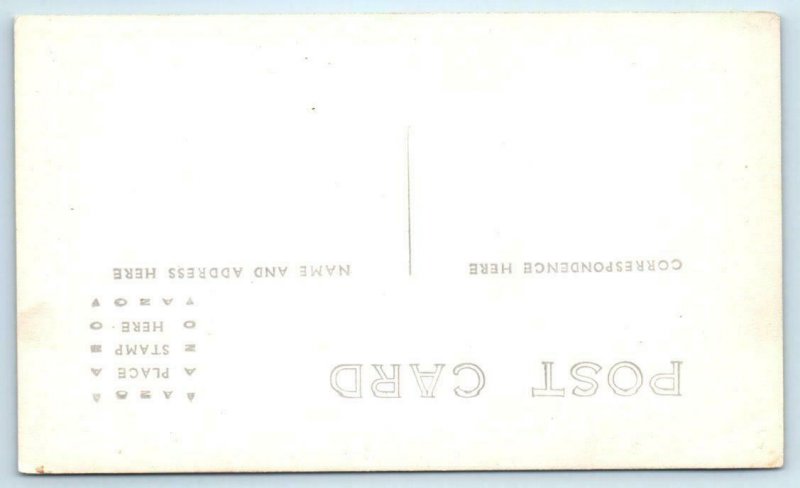 POST CARD
CORRESPONDENCE HERE
NAME AND ADDRESS HERE
PLACE
STAMP
HERE